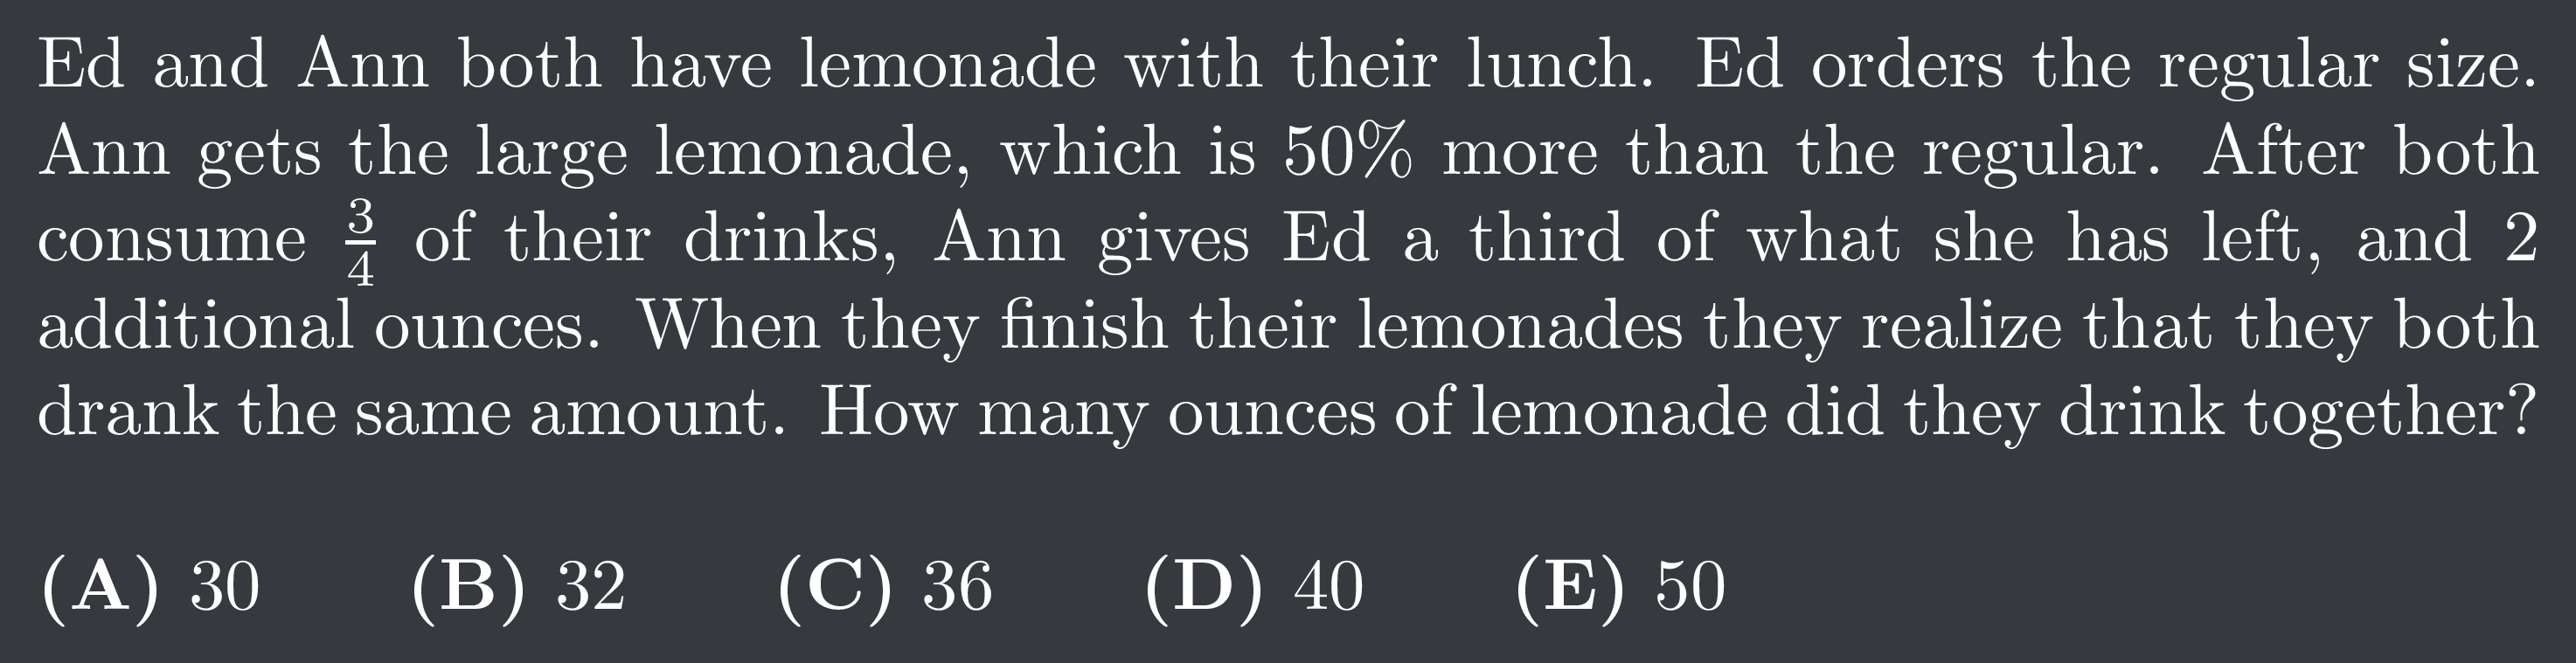 Ed and Ann both have lemonade with their lunch. Ed orders the regular size.
Ann gets the large lemonade, which is 50% more than the regular. After both
consume $\frac{3}{4}$ of their drinks, Ann gives Ed a third of what she has left, and 2
additional ounces. When they finish their lemonades they realize that they both
drank the same amount. How many ounces of lemonade did they drink together?
(A) 30 (B) 32 (C) 36 (D) 40 (E) 50